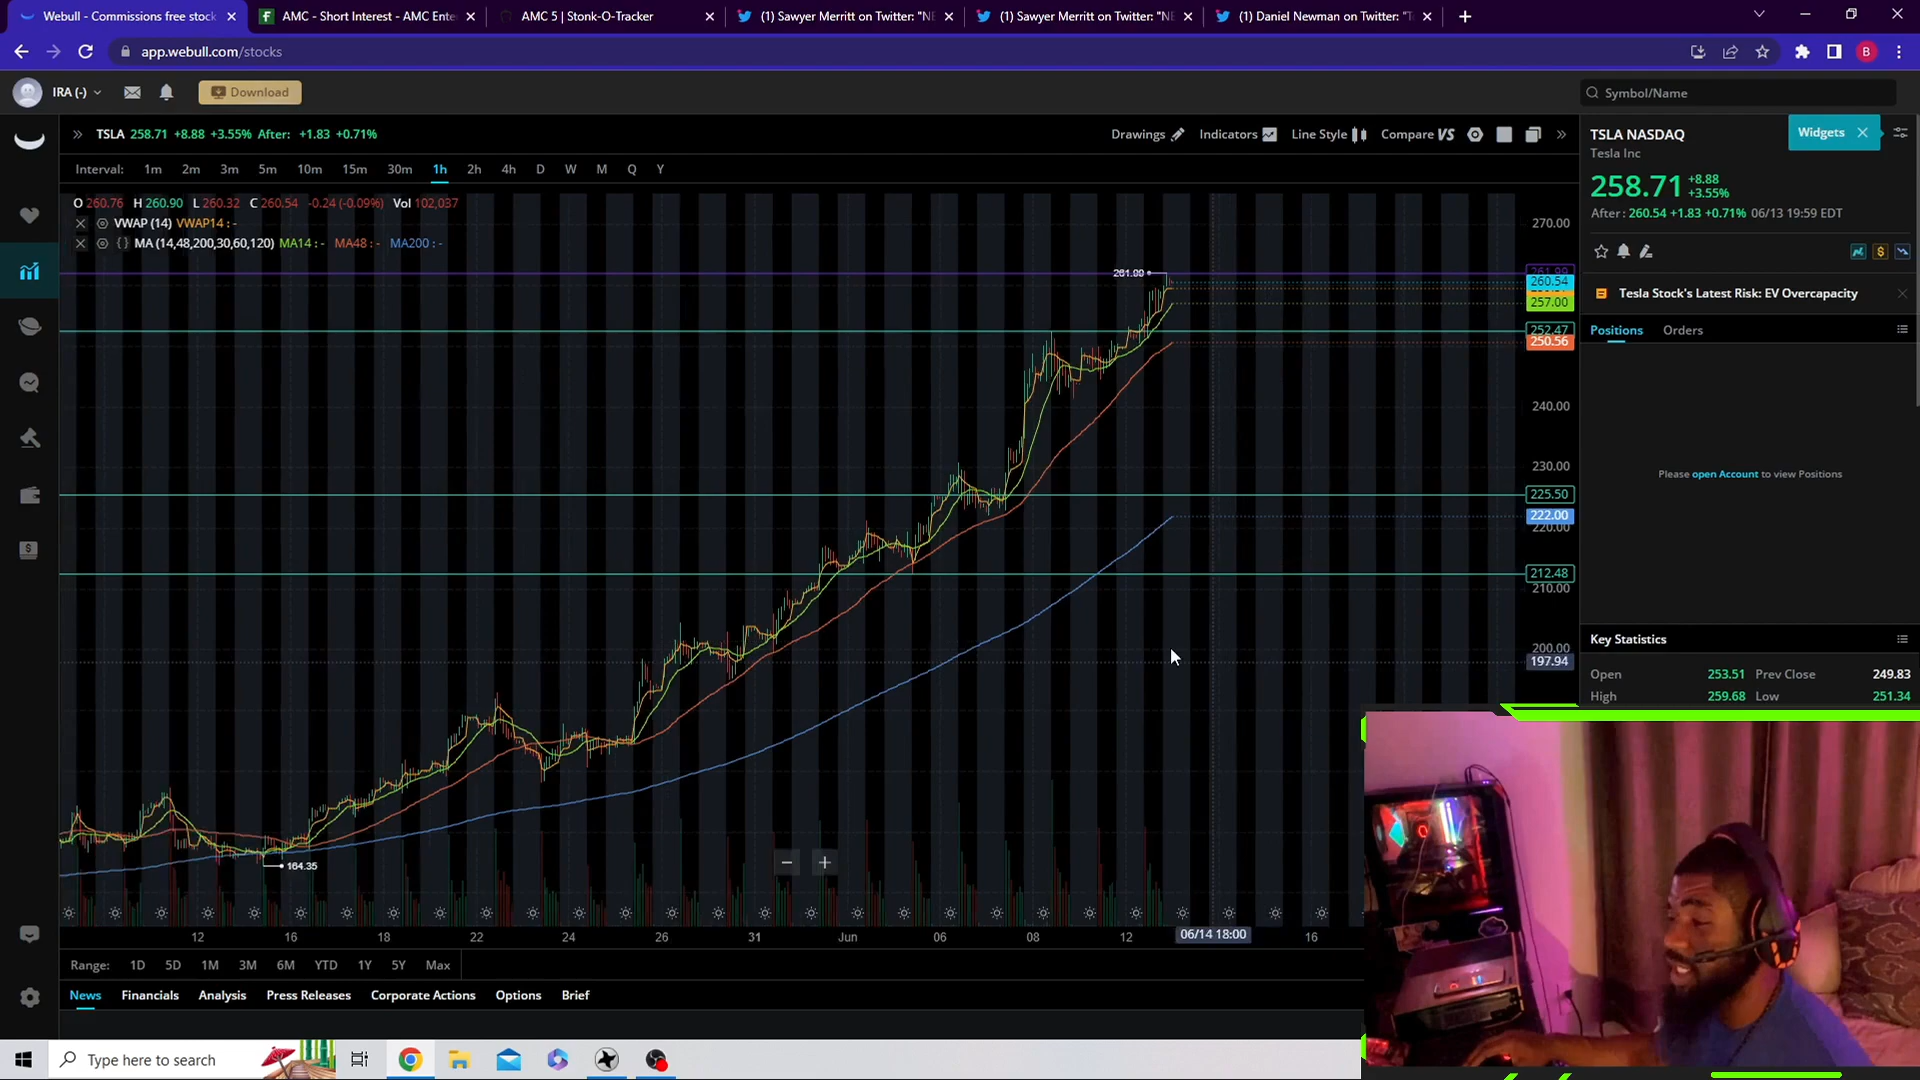 Webull - Commissions free stoc
AMC - Short Interest - AMC Ente
AMC 5 | Stonk-O-Tracker
(1) Sawyer Merritt on Twitter: "NE
(1) Sawyer Merritt on Twitter: "NE
(1) Daniel Newman on Twitter: "T
app.webull.com/stocks
B
IRA (-)
Download
Symbol/Name
TSLA 258.71 +8.88 +3.55% After: +1.83 +0.71%
Drawings
Indicators
Line Style
Compare VS
Interval: 1m 2m 3m 5m 10m 15m 30m 1h 2h 4h D W M Q Y
O 260.76 H 260.90 L 260.32 C 260.54 -0.24 (-0.09%) Vol 102,037
VWAP (14) VWAP14 : -
MA (14,48,200,30,60,120) MA14 : - MA48 : - MA200 : -
261.99
164.35
270.00
261.99
260.54
257.00
252.47
250.56
240.00
230.00
225.50
222.00
220.00
212.48
210.00
200.00
197.94
12 16 18 22 24 26 31 Jun 06 08 12 06/14 18:00 16
Range: 1D 5D 1M 3M 6M YTD 1Y 5Y Max
News Financials Analysis Press Releases Corporate Actions Options Brief
TSLA NASDAQ
Widgets
Tesla Inc
258.71 +8.88
+3.55%
After : 260.54 +1.83 +0.71% 06/13 19:59 EDT
Tesla Stock's Latest Risk: EV Overcapacity
Positions Orders
Please open Account to view Positions
Key Statistics
Open 253.51 Prev Close 249.83
High 259.68 Low 251.34
Type here to search